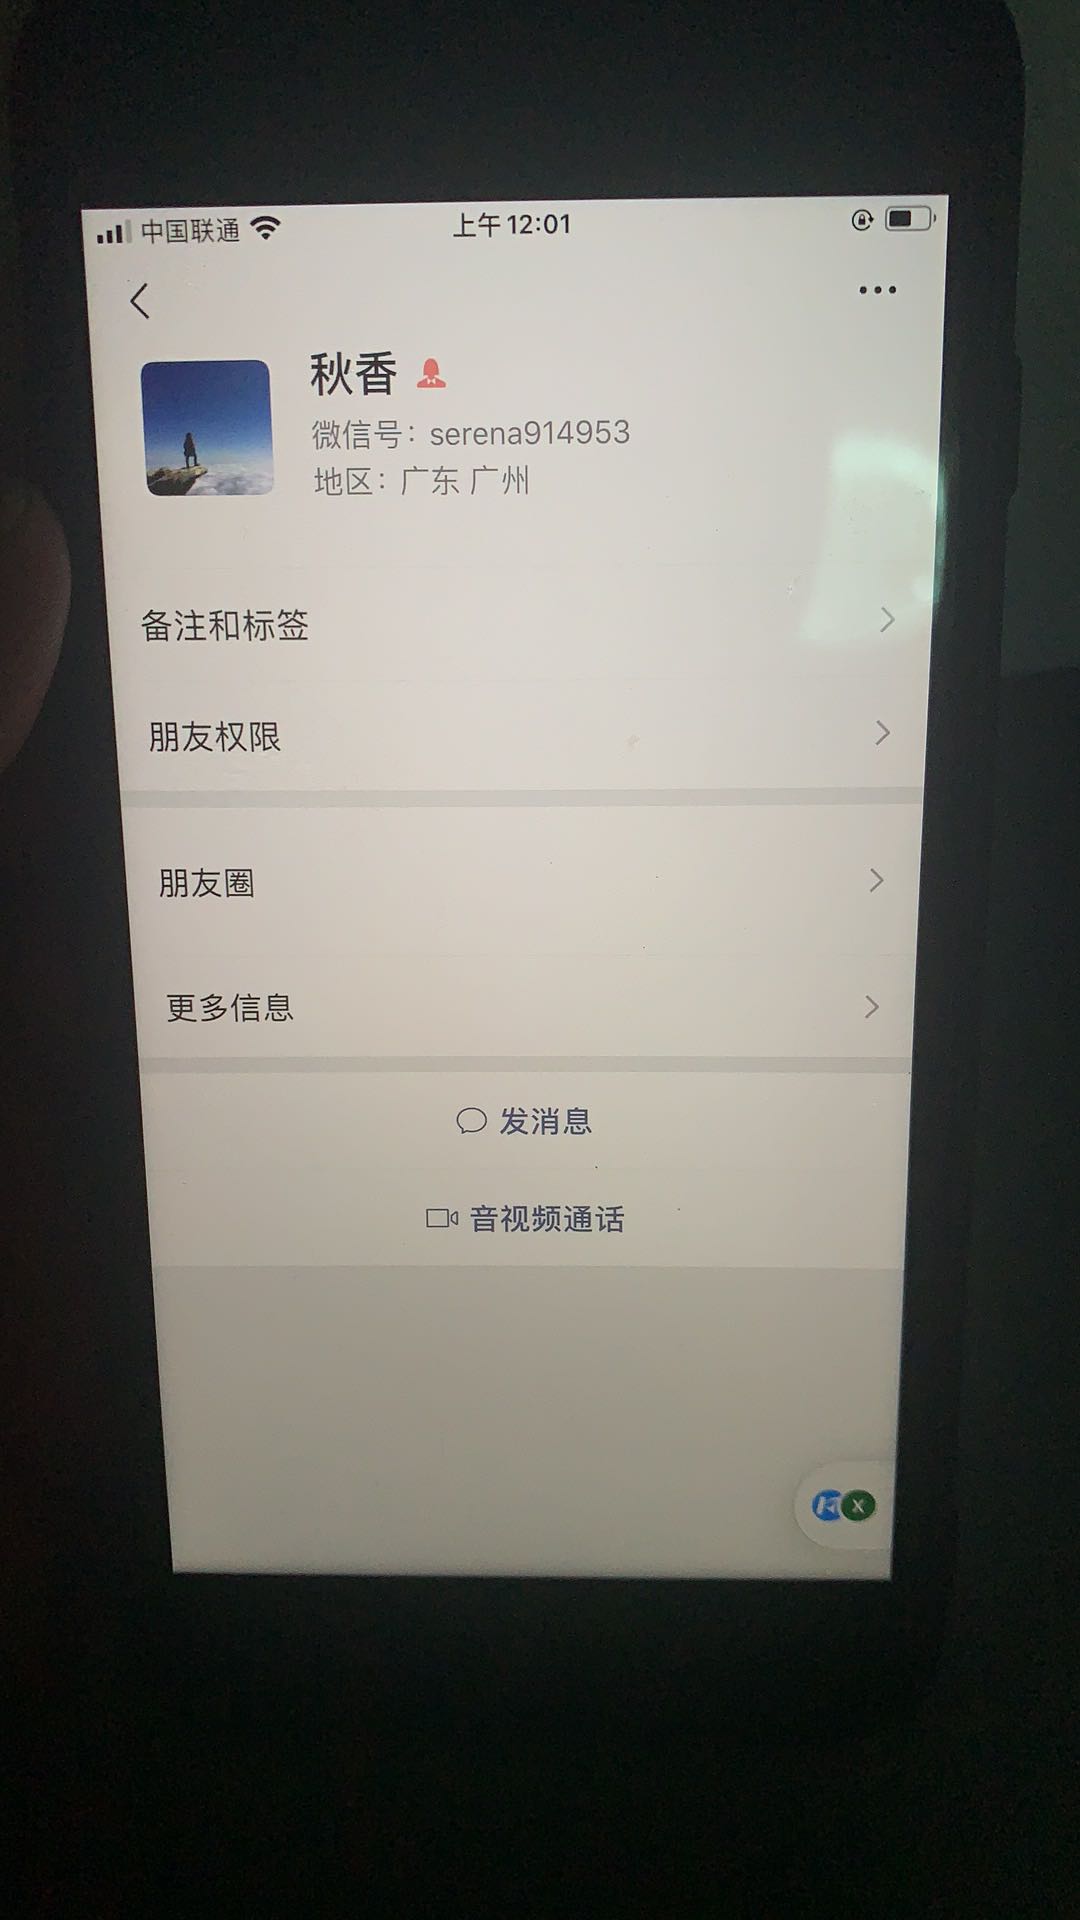 中国联通
上午12:01
秋香
微信号：serena914953
地区：广东 广州
备注和标签
朋友权限
朋友圈
更多信息
发消息
音视频通话
X